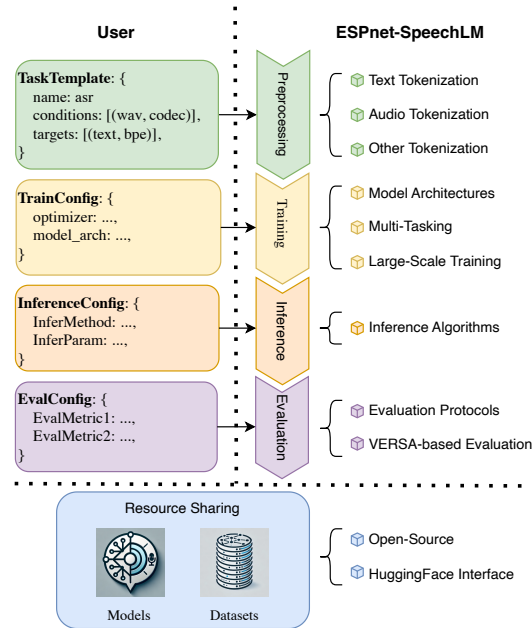 User
ESPnet-SpeechLM
TaskTemplate: {
name: asr
conditions: [(wav, codec)],
targets: [(text, bpe)],
}
Preprocessing
Text Tokenization
Audio Tokenization
Other Tokenization
TrainConfig: {
optimizer: ...,
model_arch: ...,
}
Training
Model Architectures
Multi-Tasking
Large-Scale Training
InferenceConfig: {
InferMethod: ...,
InferParam: ...,
}
Inference
Inference Algorithms
EvalConfig: {
EvalMetric1: ...,
EvalMetric2: ...,
}
Evaluation
Evaluation Protocols
VERSA-based Evaluation
Resource Sharing
Models
Datasets
Open-Source
HuggingFace Interface